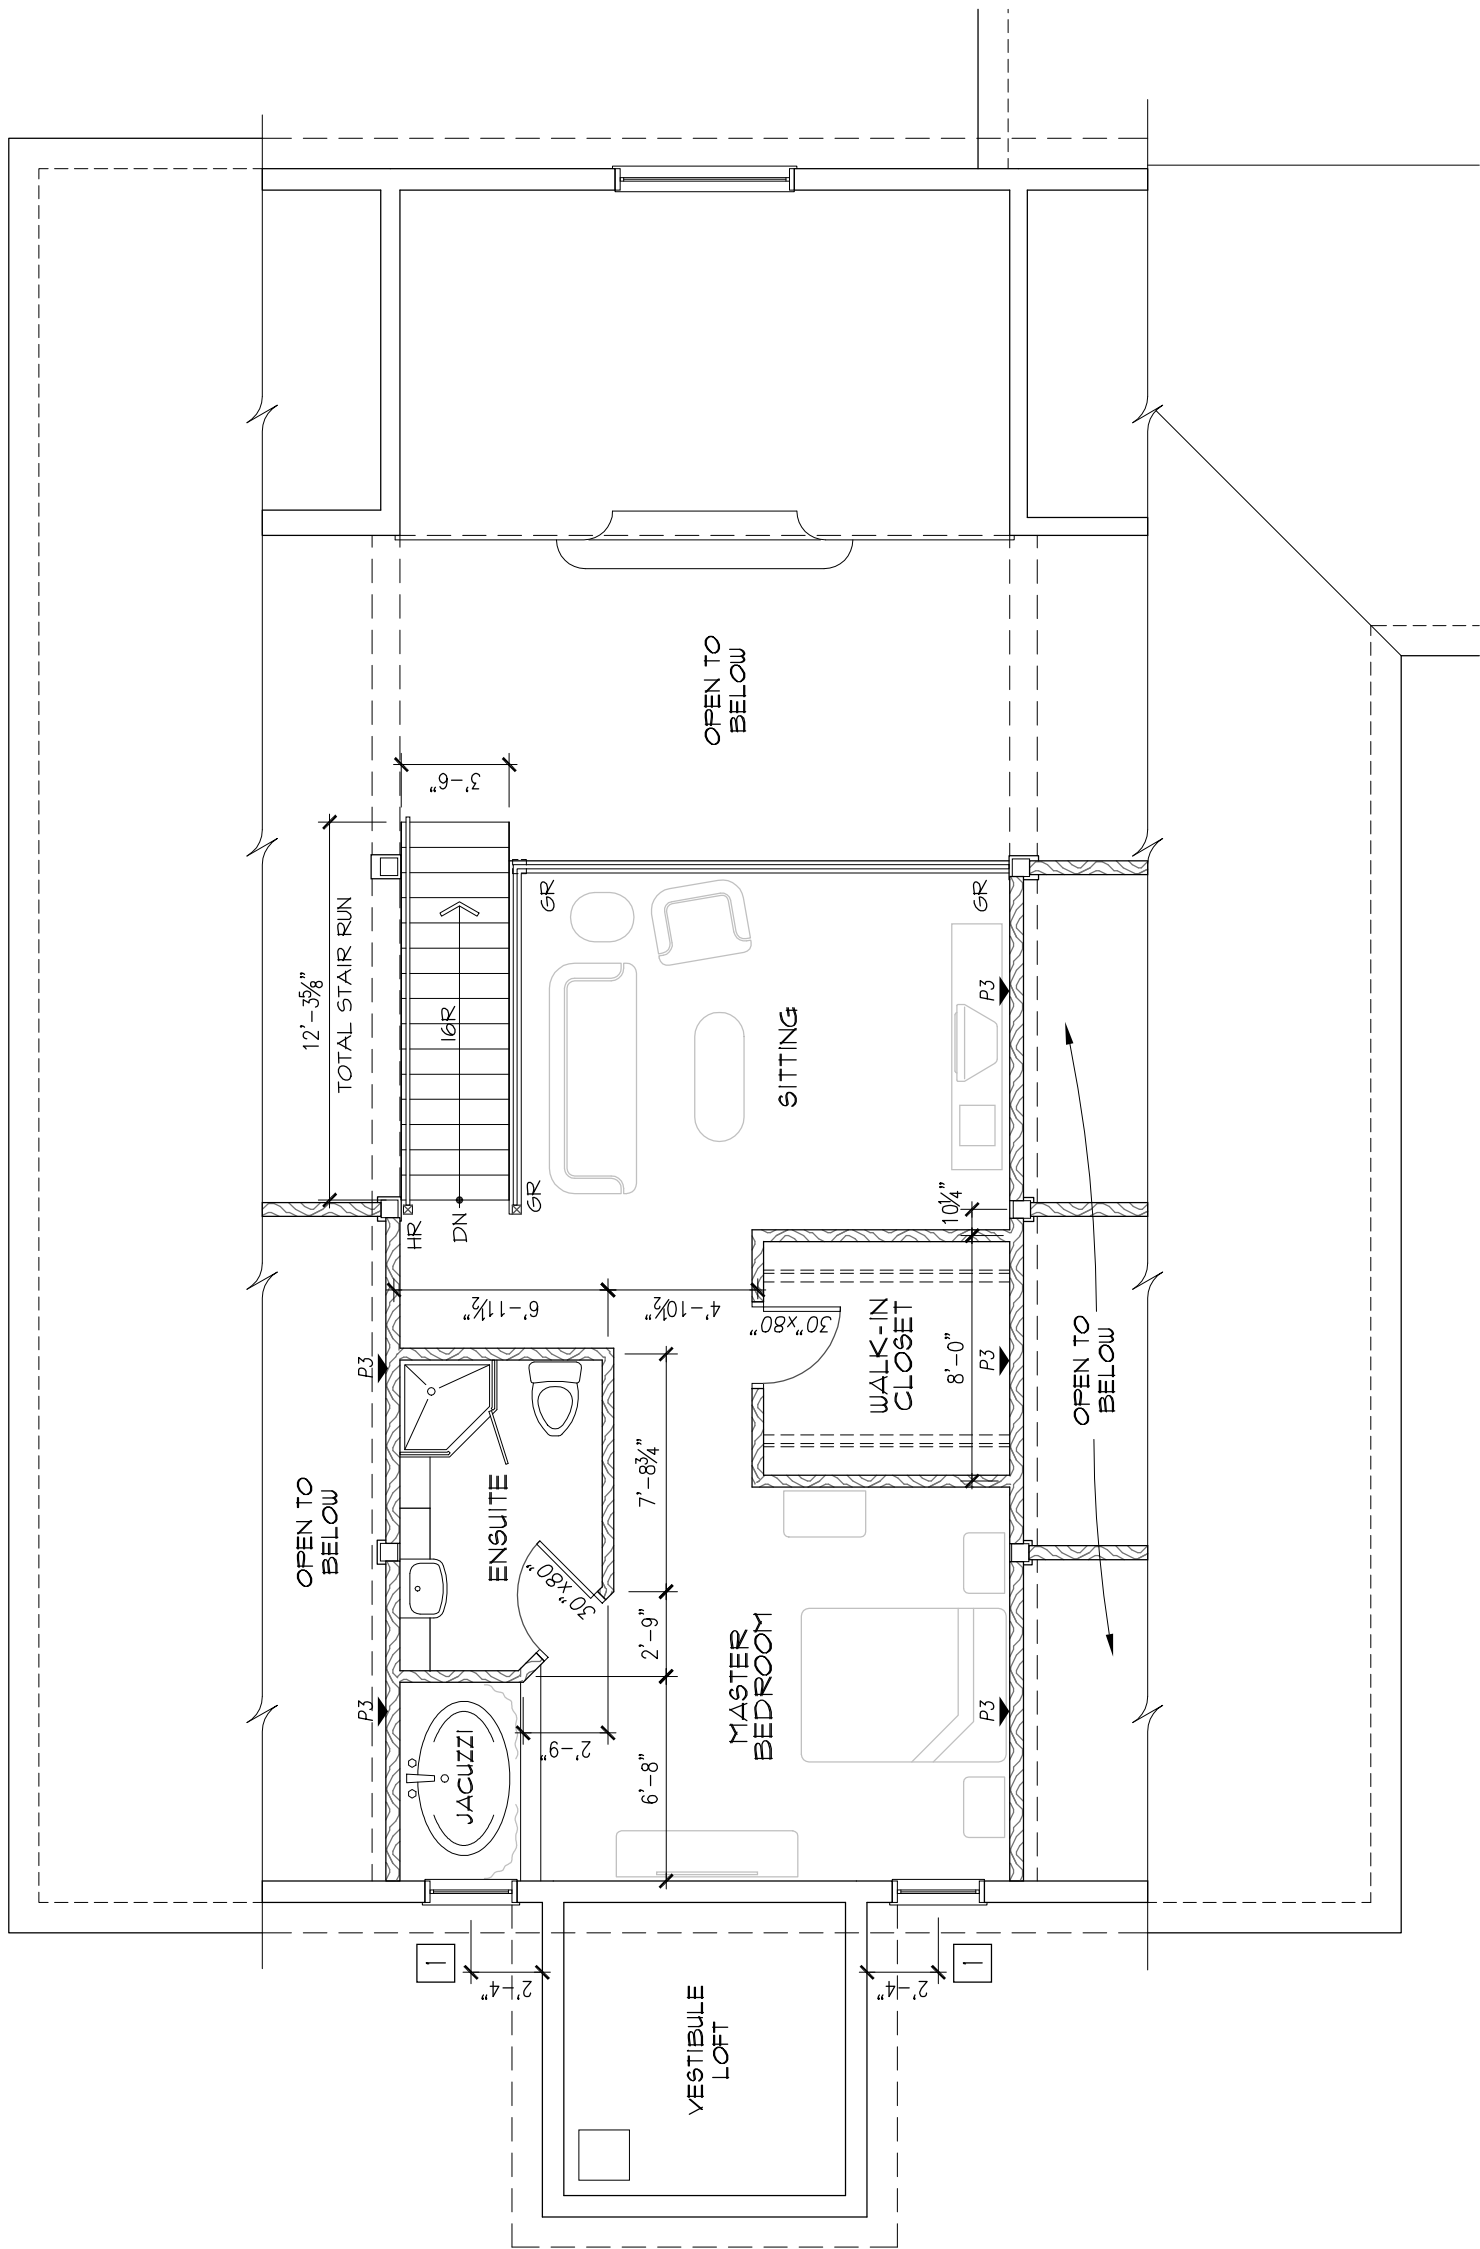 OPEN TO
BELOW
12'-3⅝"
TOTAL STAIR RUN
3'-6"
OPEN TO
BELOW
HR
DN
16R
GR
GR
GR
SITTING
P3
P3
P3
P3
P3
6'-11½"
4'-10½"
30"x80"
WALK-IN
CLOSET
8'-0"
10¼"
ENSUITE
30"x80"
7'-8¾"
2'-9"
6'-8"
2'-9"
JACUZZI
MASTER
BEDROOM
OPEN TO
BELOW
1
2'-4"
2'-4"
1
VESTIBULE
LOFT